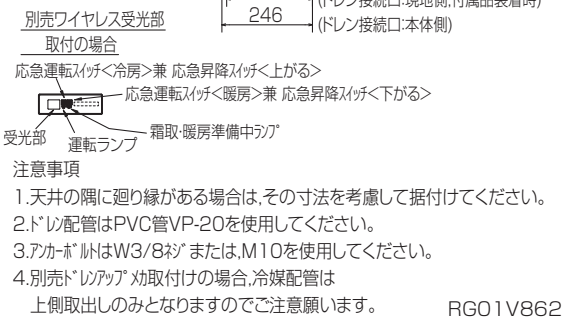 (ドレン接続口:現地側,付属品装着時)
246
(ドレン接続口:本体側)
別売ワイヤレス受光部
取付の場合
応急運転スイッチ<冷房>兼 応急昇降スイッチ<上がる>
応急運転スイッチ<暖房>兼 応急昇降スイッチ<下がる>
受光部
運転ランプ
霜取・暖房準備中ランプ
注意事項
1.天井の隅に廻り縁がある場合は,その寸法を考慮して据付けてください。
2.ドレン配管はPVC管VP-20を使用してください。
3.アンカーボルトはW3/8ネジまたは,M10を使用してください。
4.別売ドレンアップメカ取付けの場合,冷媒配管は
上側取出しのみとなりますのでご注意願います。
RG01V862